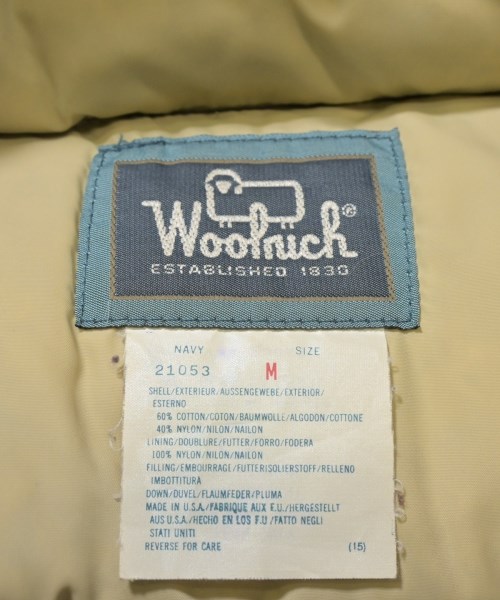 Woolrich®
ESTABLISHED 1830
NAVY SIZE
21053 M
SHELL/EXTERIEUR/AUSSENGEWEBE/EXTERIOR/
ESTERNO
60% COTTON/COTON/BAUMWOLLE/ALGODON/COTTONE
40% NYLON/NILON/NAILON
LINING/DOUBLURE/FUTTER/FORRO/FODERA
100% NYLON/NILON/NAILON
FILLING/EMBOURRAGE/FUTTERISOLIERSTOFF/RELLENO
IMBOTTITURA
DOWN/DUVEL/FLAUMFEDER/PLUMA
MADE IN U.S.A./FABRIQUE AUX E.U./HERGESTELLT
AUS U.S.A./HECHO EN LOS E.U./FATTO NEGLI
STATI UNITI
REVERSE FOR CARE (15)